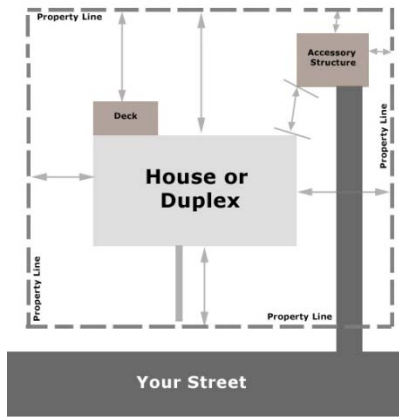 Property Line
Accessory
Structure
Deck
Property Line
House or
Duplex
Property Line
Property Line
Your Street